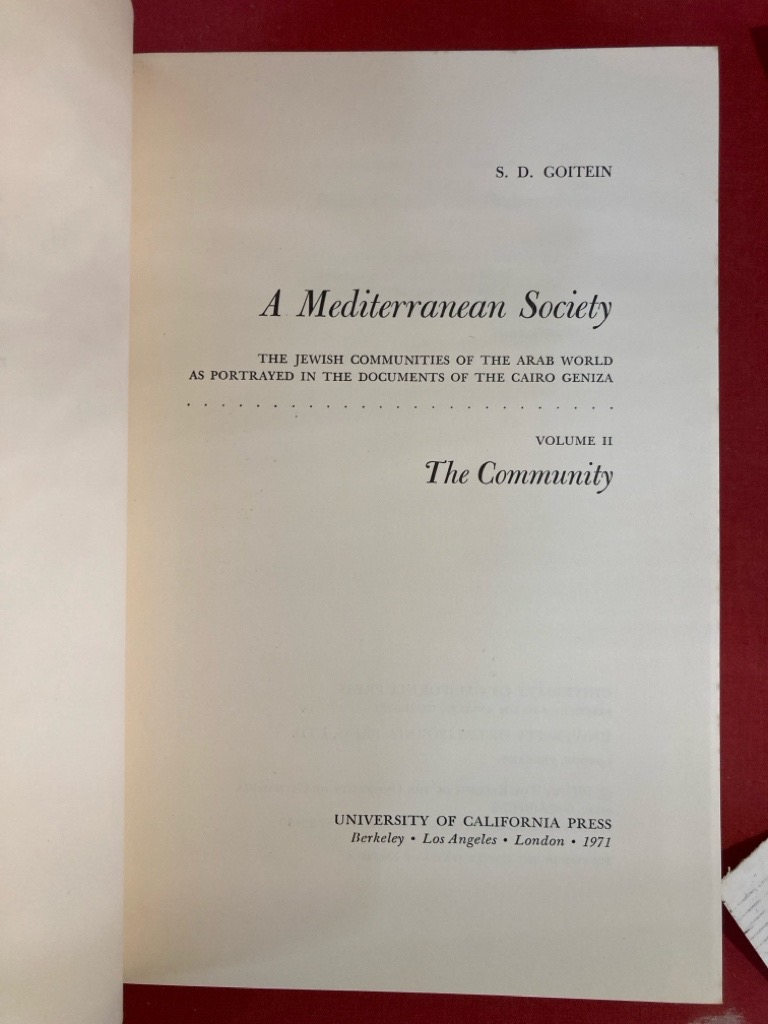 S. D. GOITEIN
A Mediterranean Society
THE JEWISH COMMUNITIES OF THE ARAB WORLD
AS PORTRAYED IN THE DOCUMENTS OF THE CAIRO GENIZA
VOLUME II
The Community
UNIVERSITY OF CALIFORNIA PRESS
Berkeley • Los Angeles • London • 1971